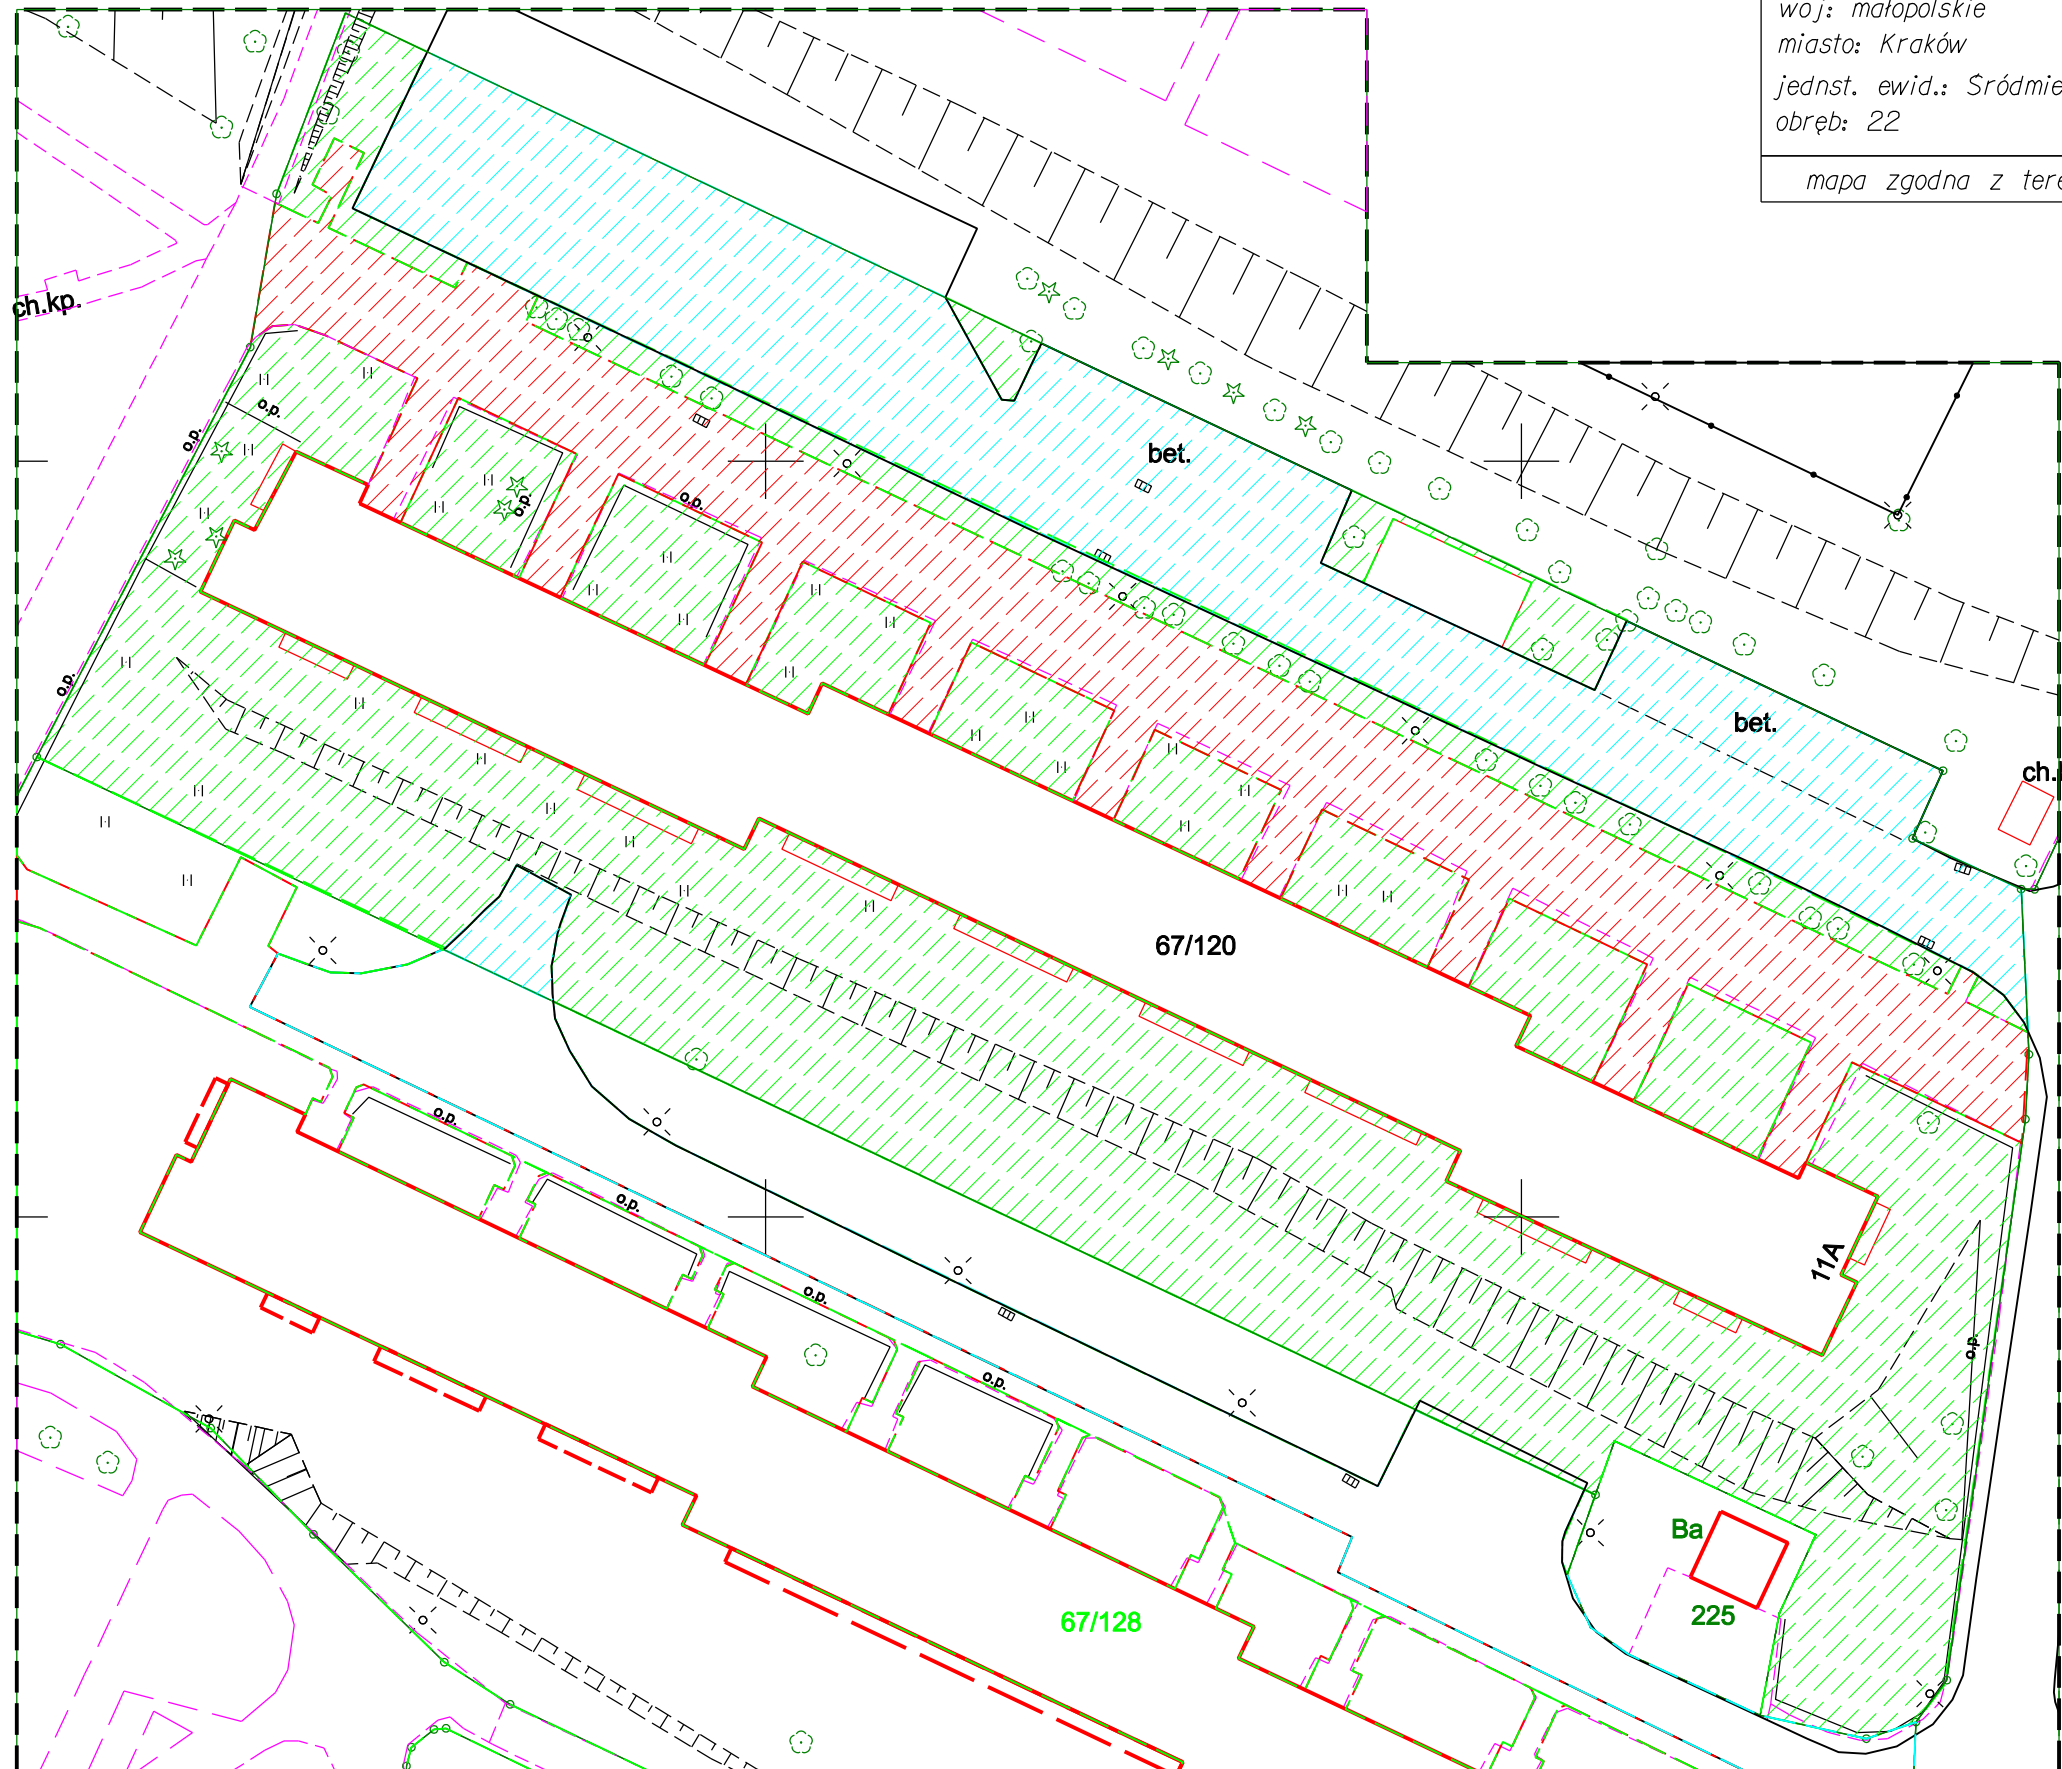 woj: małopolskie
miasto: Kraków
jednst. ewid.: Śródmie
obręb: 22
mapa zgodna z tere
ch.kp.
o.p.
o.p.
o.p.
o.p.
bet.
o.p.
bet.
ch.
67/120
o.p.
o.p.
o.p.
11A
o.p.
o.p.
Ba
225
67/128